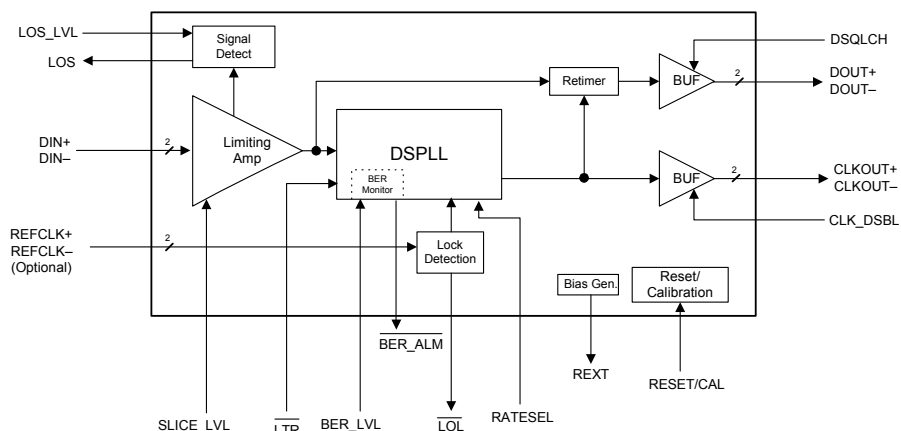 LOS_LVL
LOS
Signal
Detect
DSQLCH
Retimer
BUF
2
DOUT+
DOUT–
DIN+
DIN–
2
Limiting
Amp
DSPLL
BER
Monitor
BUF
2
CLKOUT+
CLKOUT–
CLK_DSBL
REFCLK+
REFCLK–
(Optional)
2
Lock
Detection
Bias Gen.
Reset/
Calibration
BER_ALM
REXT
RESET/CAL
SLICE_LVL
LTR
BER_LVL
LOL
RATESEL